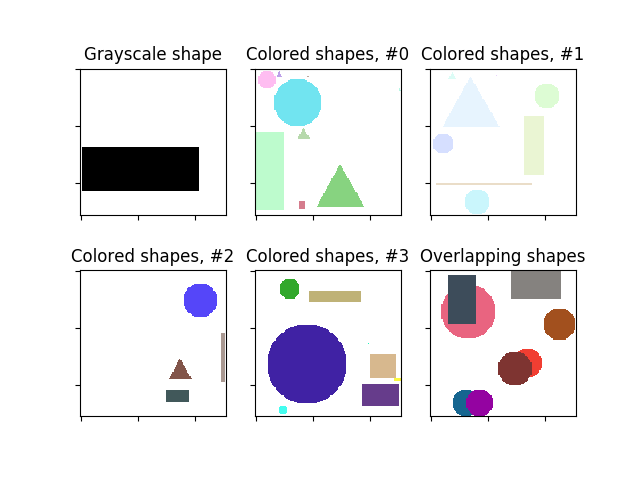 Grayscale shape
Colored shapes, #0
Colored shapes, #1
Colored shapes, #2
Colored shapes, #3
Overlapping shapes